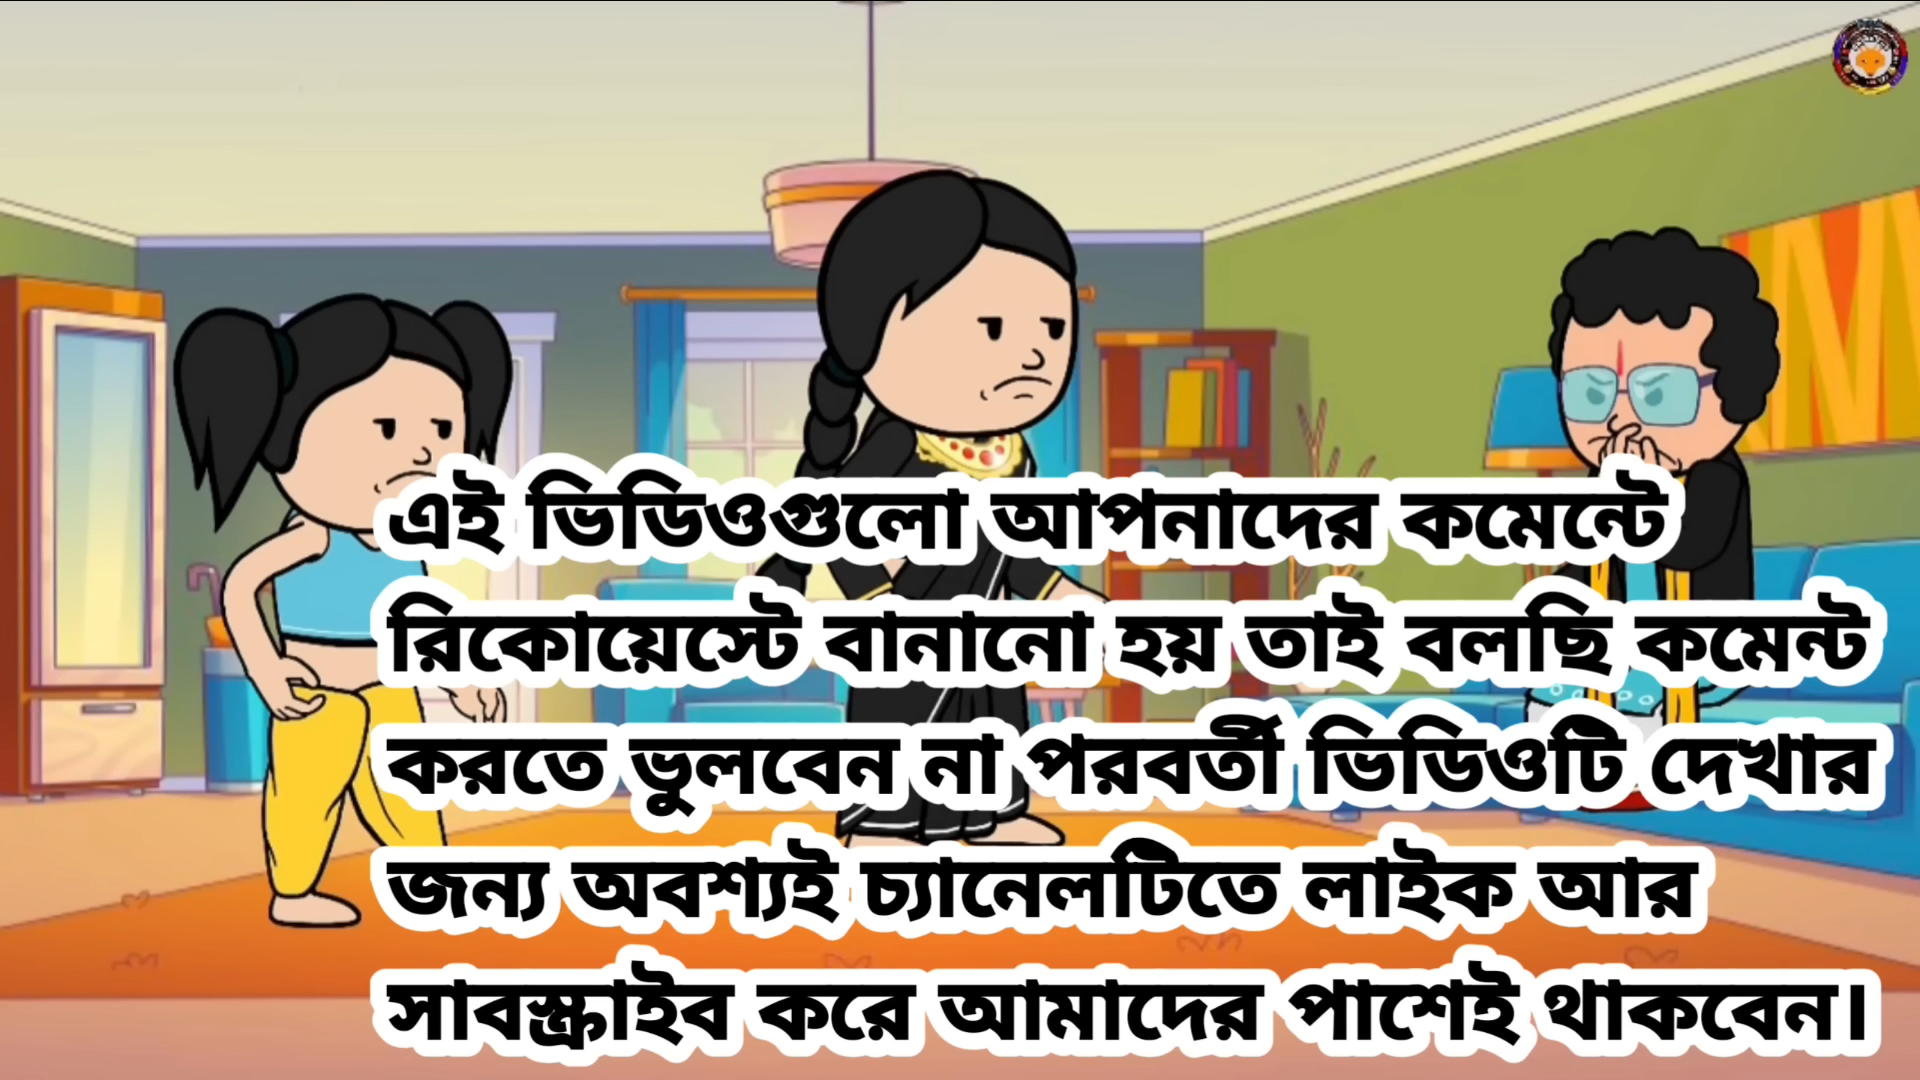 এই ভিডিওগুলো আপনাদের কমেন্টে
রিকোয়েস্টে বানানো হয় তাই বলছি কমেন্ট
করতে ভুলবেন না পরবর্তী ভিডিওটি দেখার
জন্য অবশ্যই চ্যানেলটিতে লাইক আর
সাবস্ক্রাইব করে আমাদের পাশেই থাকবেন।